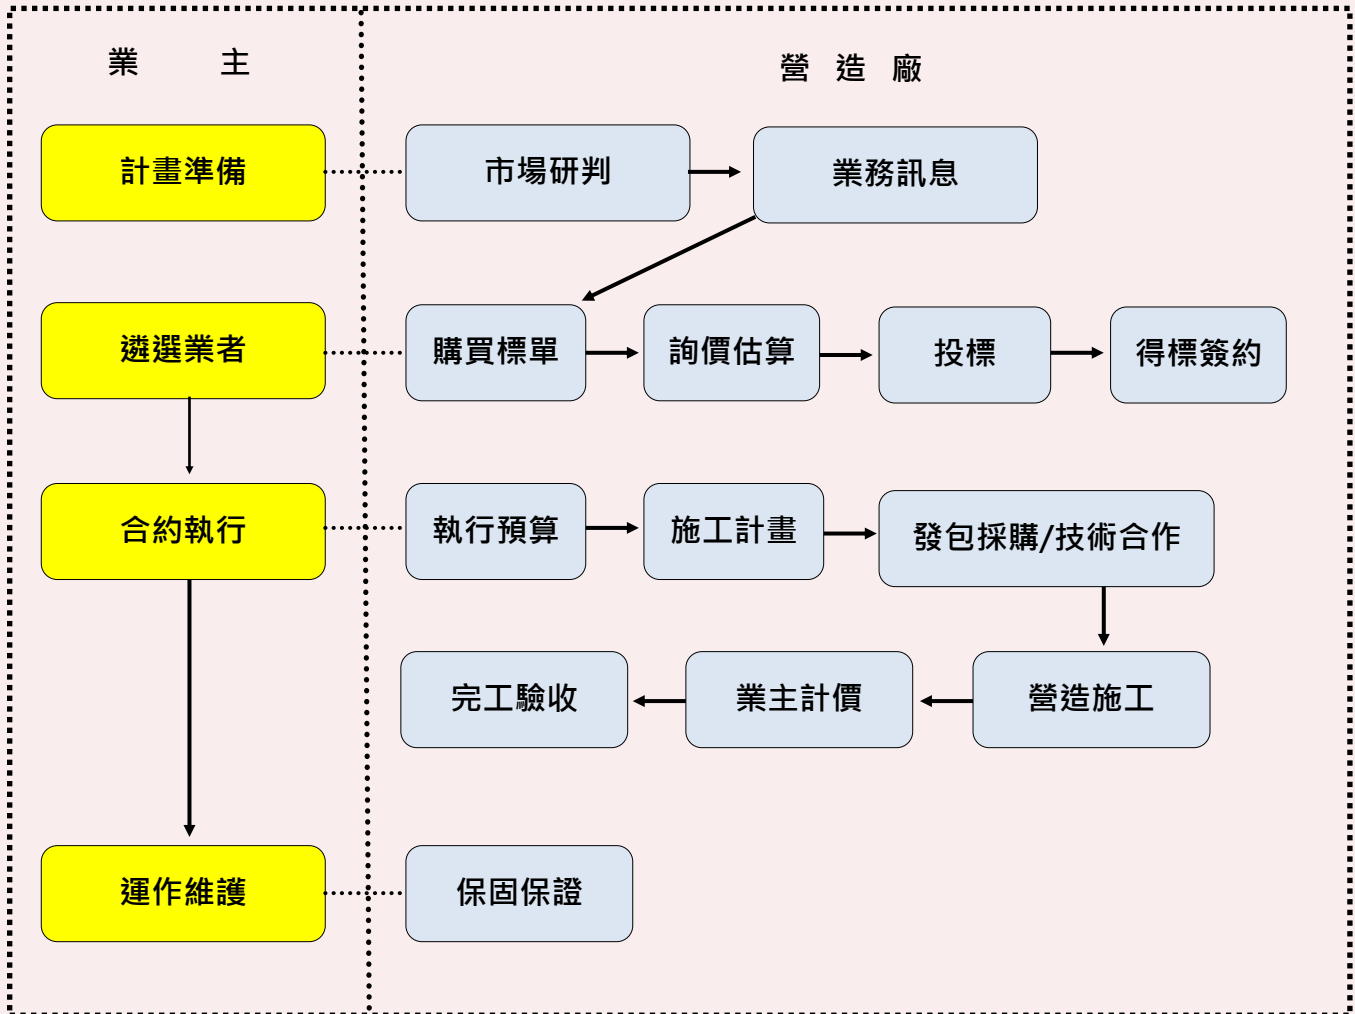 業主
營造廠
計畫準備
市場研判
業務訊息
遴選業者
購買標單
詢價估算
投標
得標簽約
合約執行
執行預算
施工計畫
發包採購/技術合作
完工驗收
業主計價
營造施工
運作維護
保固保證